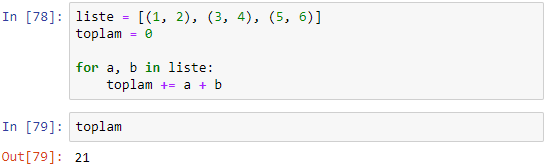 In [78]: liste = [(1, 2), (3, 4), (5, 6)]
toplam = 0

for a, b in liste:
    toplam += a + b

In [79]: toplam
Out[79]: 21